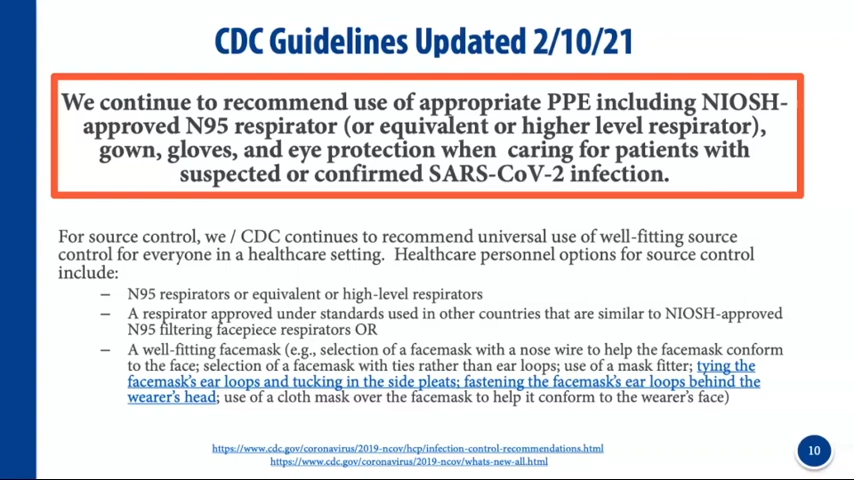 CDC Guidelines Updated 2/10/21
We continue to recommend use of appropriate PPE including NIOSH-
approved N95 respirator (or equivalent or higher level respirator),
gown, gloves, and eye protection when caring for patients with
suspected or confirmed SARS-CoV-2 infection.
For source control, we / CDC continues to recommend universal use of well-fitting source
control for everyone in a healthcare setting. Healthcare personnel options for source control
include:
– N95 respirators or equivalent or high-level respirators
– A respirator approved under standards used in other countries that are similar to NIOSH-approved
N95 filtering facepiece respirators OR
– A well-fitting facemask (e.g., selection of a facemask with a nose wire to help the facemask conform
to the face; selection of a facemask with ties rather than ear loops; use of a mask fitter; tying the
facemask's ear loops and tucking in the side pleats; fastening the facemask's ear loops behind the
wearer's head; use of a cloth mask over the facemask to help it conform to the wearer's face)
https://www.cdc.gov/coronavirus/2019-ncov/hcp/infection-control-recommendations.html
https://www.cdc.gov/coronavirus/2019-ncov/whats-new-all.html
10